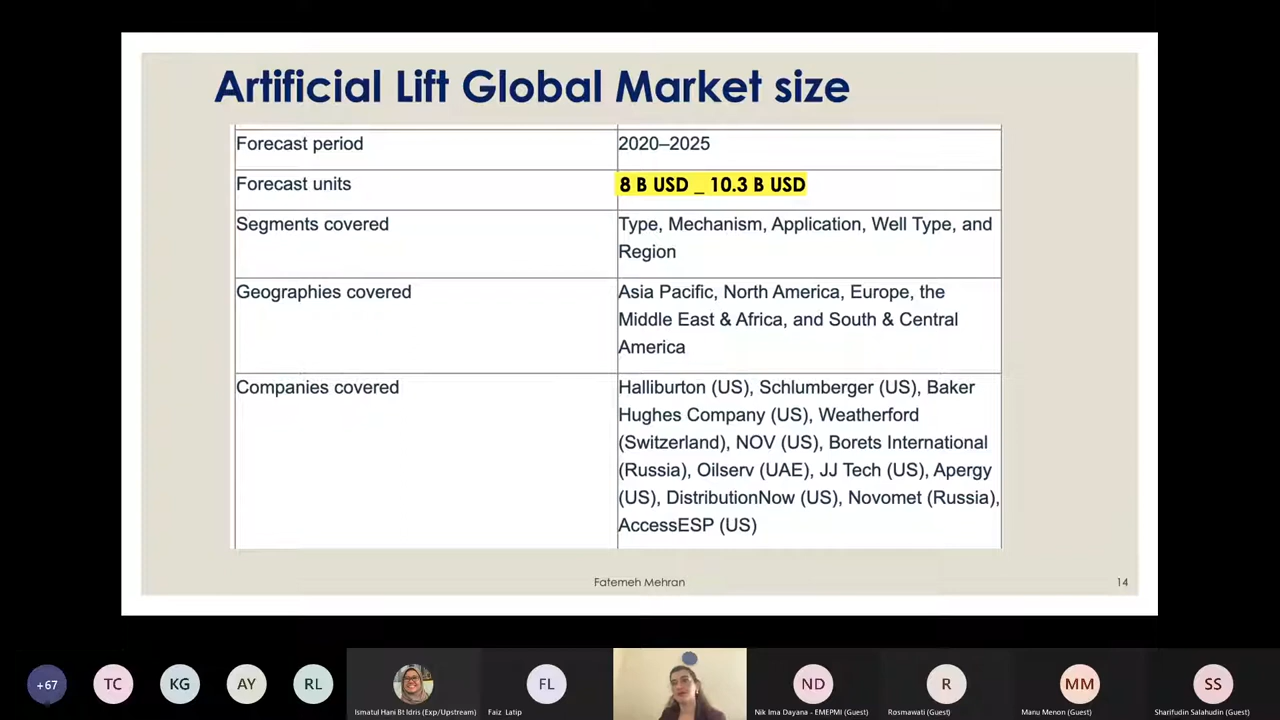 Artificial Lift Global Market size
Forecast period
2020–2025
Forecast units
8 B USD _ 10.3 B USD
Segments covered
Type, Mechanism, Application, Well Type, and
Region
Geographies covered
Asia Pacific, North America, Europe, the
Middle East & Africa, and South & Central
America
Companies covered
Halliburton (US), Schlumberger (US), Baker
Hughes Company (US), Weatherford
(Switzerland), NOV (US), Borets International
(Russia), Oilserv (UAE), JJ Tech (US), Apergy
(US), DistributionNow (US), Novomet (Russia),
AccessESP (US)
Fatemeh Mehran
14
+67
TC
KG
AY
RL
Ismatul Hani Bt Idris (Exp/Upstream)
FL
Faiz Latip
ND
Nik Ima Dayana - EMEPMI (Guest)
R
Rosmawati (Guest)
MM
Manu Menon (Guest)
SS
Sharifudin Salahudin (Guest)